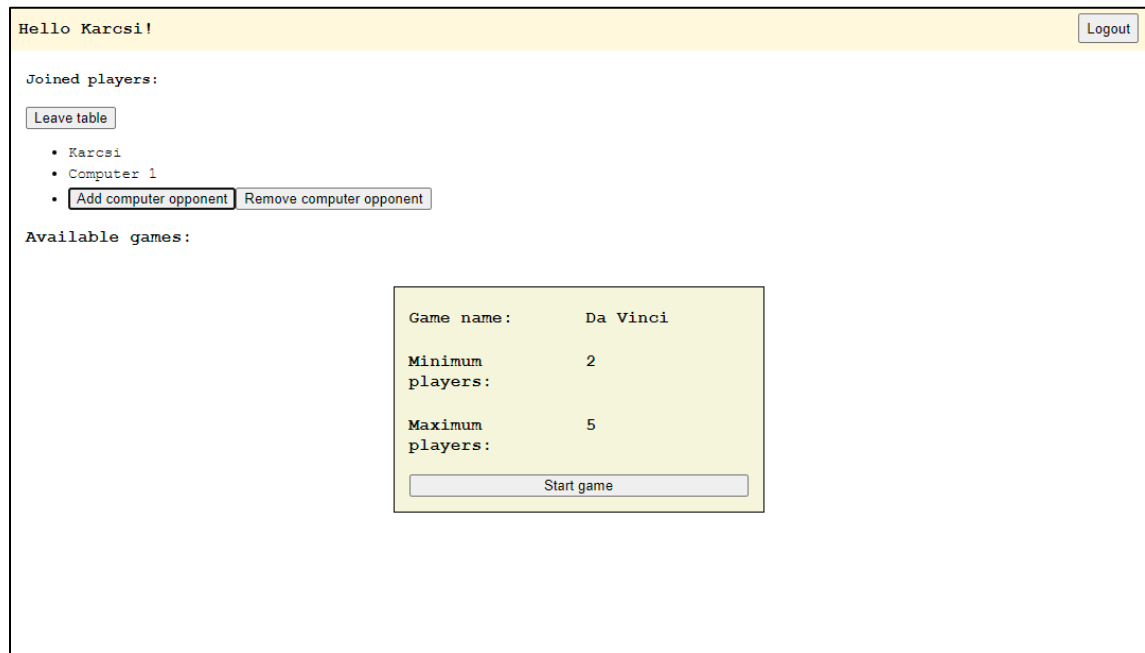 Hello Karcsi!
Logout
Joined players:
Leave table
Karcsi
Computer 1
Add computer opponent Remove computer opponent
Available games:
Game name: Da Vinci
Minimum 2
players:
Maximum 5
players:
Start game